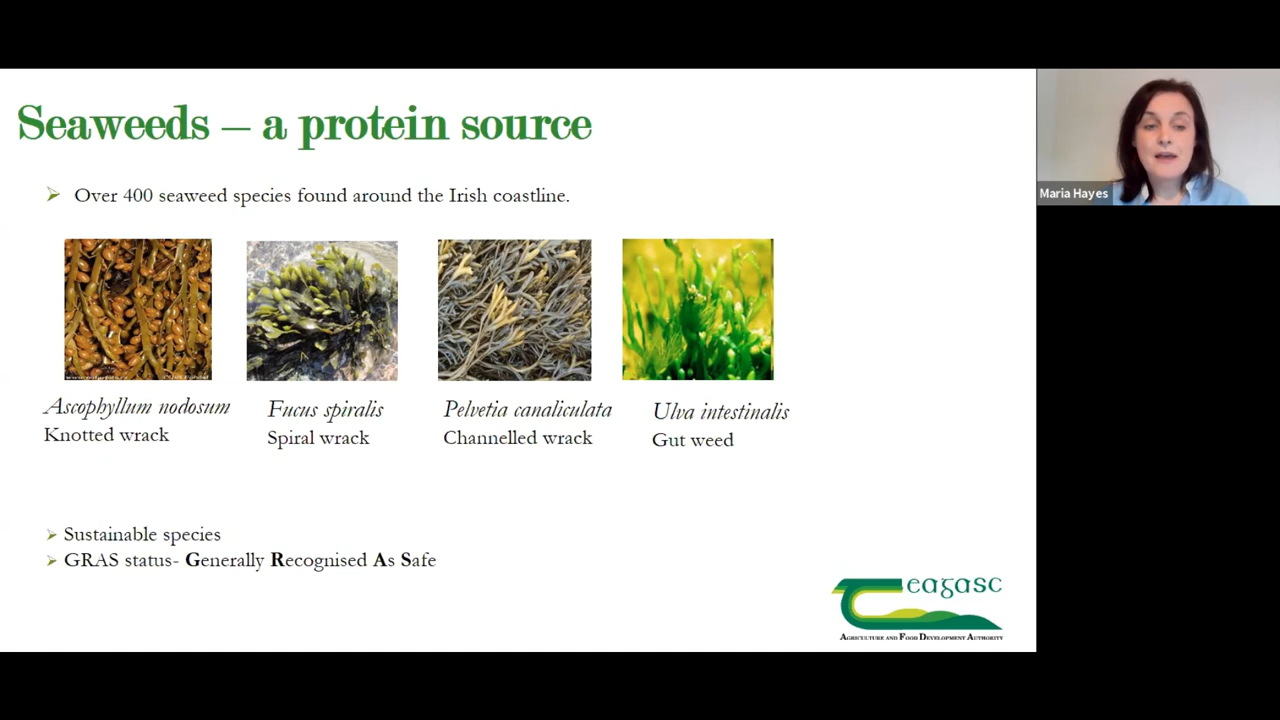 Seaweeds – a protein source
Over 400 seaweed species found around the Irish coastline.
Maria Hayes
Ascophyllum nodosum
Knotted wrack
Fucus spiralis
Spiral wrack
Pelvetia canaliculata
Channelled wrack
Ulva intestinalis
Gut weed
Sustainable species
GRAS status- Generally Recognised As Safe
eagasc
AGRICULTURE AND FOOD DEVELOPMENT AUTHORITY